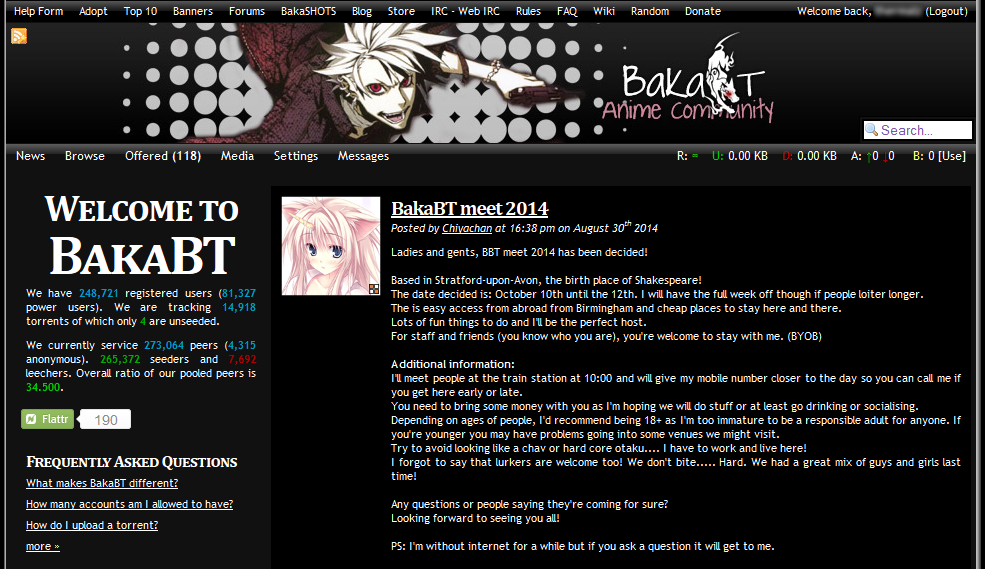 Help Form Adopt Top 10 Banners Forums BakaSHOTS Blog Store IRC - Web IRC Rules FAQ Wiki Random Donate Welcome back, (Logout)
BakaBT
Anime Community
Search...
News Browse Offered (118) Media Settings Messages R: ∞ U: 0.00 KB D: 0.00 KB A: ↑0 ↓0 B: 0 [Use]
WELCOME TO
BAKABT
We have 248,721 registered users (81,327
power users). We are tracking 14,918
torrents of which only 4 are unseeded.
We currently service 273,064 peers (4,315
anonymous). 265,372 seeders and 7,692
leechers. Overall ratio of our pooled peers is
34.500.
Flattr 190
FREQUENTLY ASKED QUESTIONS
What makes BakaBT different?
How many accounts am I allowed to have?
How do I upload a torrent?
more »
BakaBT meet 2014
Posted by Chiyachan at 16:38 pm on August 30th 2014
Ladies and gents, BBT meet 2014 has been decided!
Based in Stratford-upon-Avon, the birth place of Shakespeare!
The date decided is: October 10th until the 12th. I will have the full week off though if people loiter longer.
The is easy access from abroad from Birmingham and cheap places to stay here and there.
Lots of fun things to do and I'll be the perfect host.
For staff and friends (you know who you are), you're welcome to stay with me. (BYOB)
Additional information:
I'll meet people at the train station at 10:00 and will give my mobile number closer to the day so you can call me if
you get here early or late.
You need to bring some money with you as I'm hoping we will do stuff or at least go drinking or socialising.
Depending on ages of people, I'd recommend being 18+ as I'm too immature to be a responsible adult for anyone. If
you're younger you may have problems going into some venues we might visit.
Try to avoid looking like a chav or hard core otaku.... I have to work and live here!
I forgot to say that lurkers are welcome too! We don't bite..... Hard. We had a great mix of guys and girls last
time!
Any questions or people saying they're coming for sure?
Looking forward to seeing you all!
PS: I'm without internet for a while but if you ask a question it will get to me.